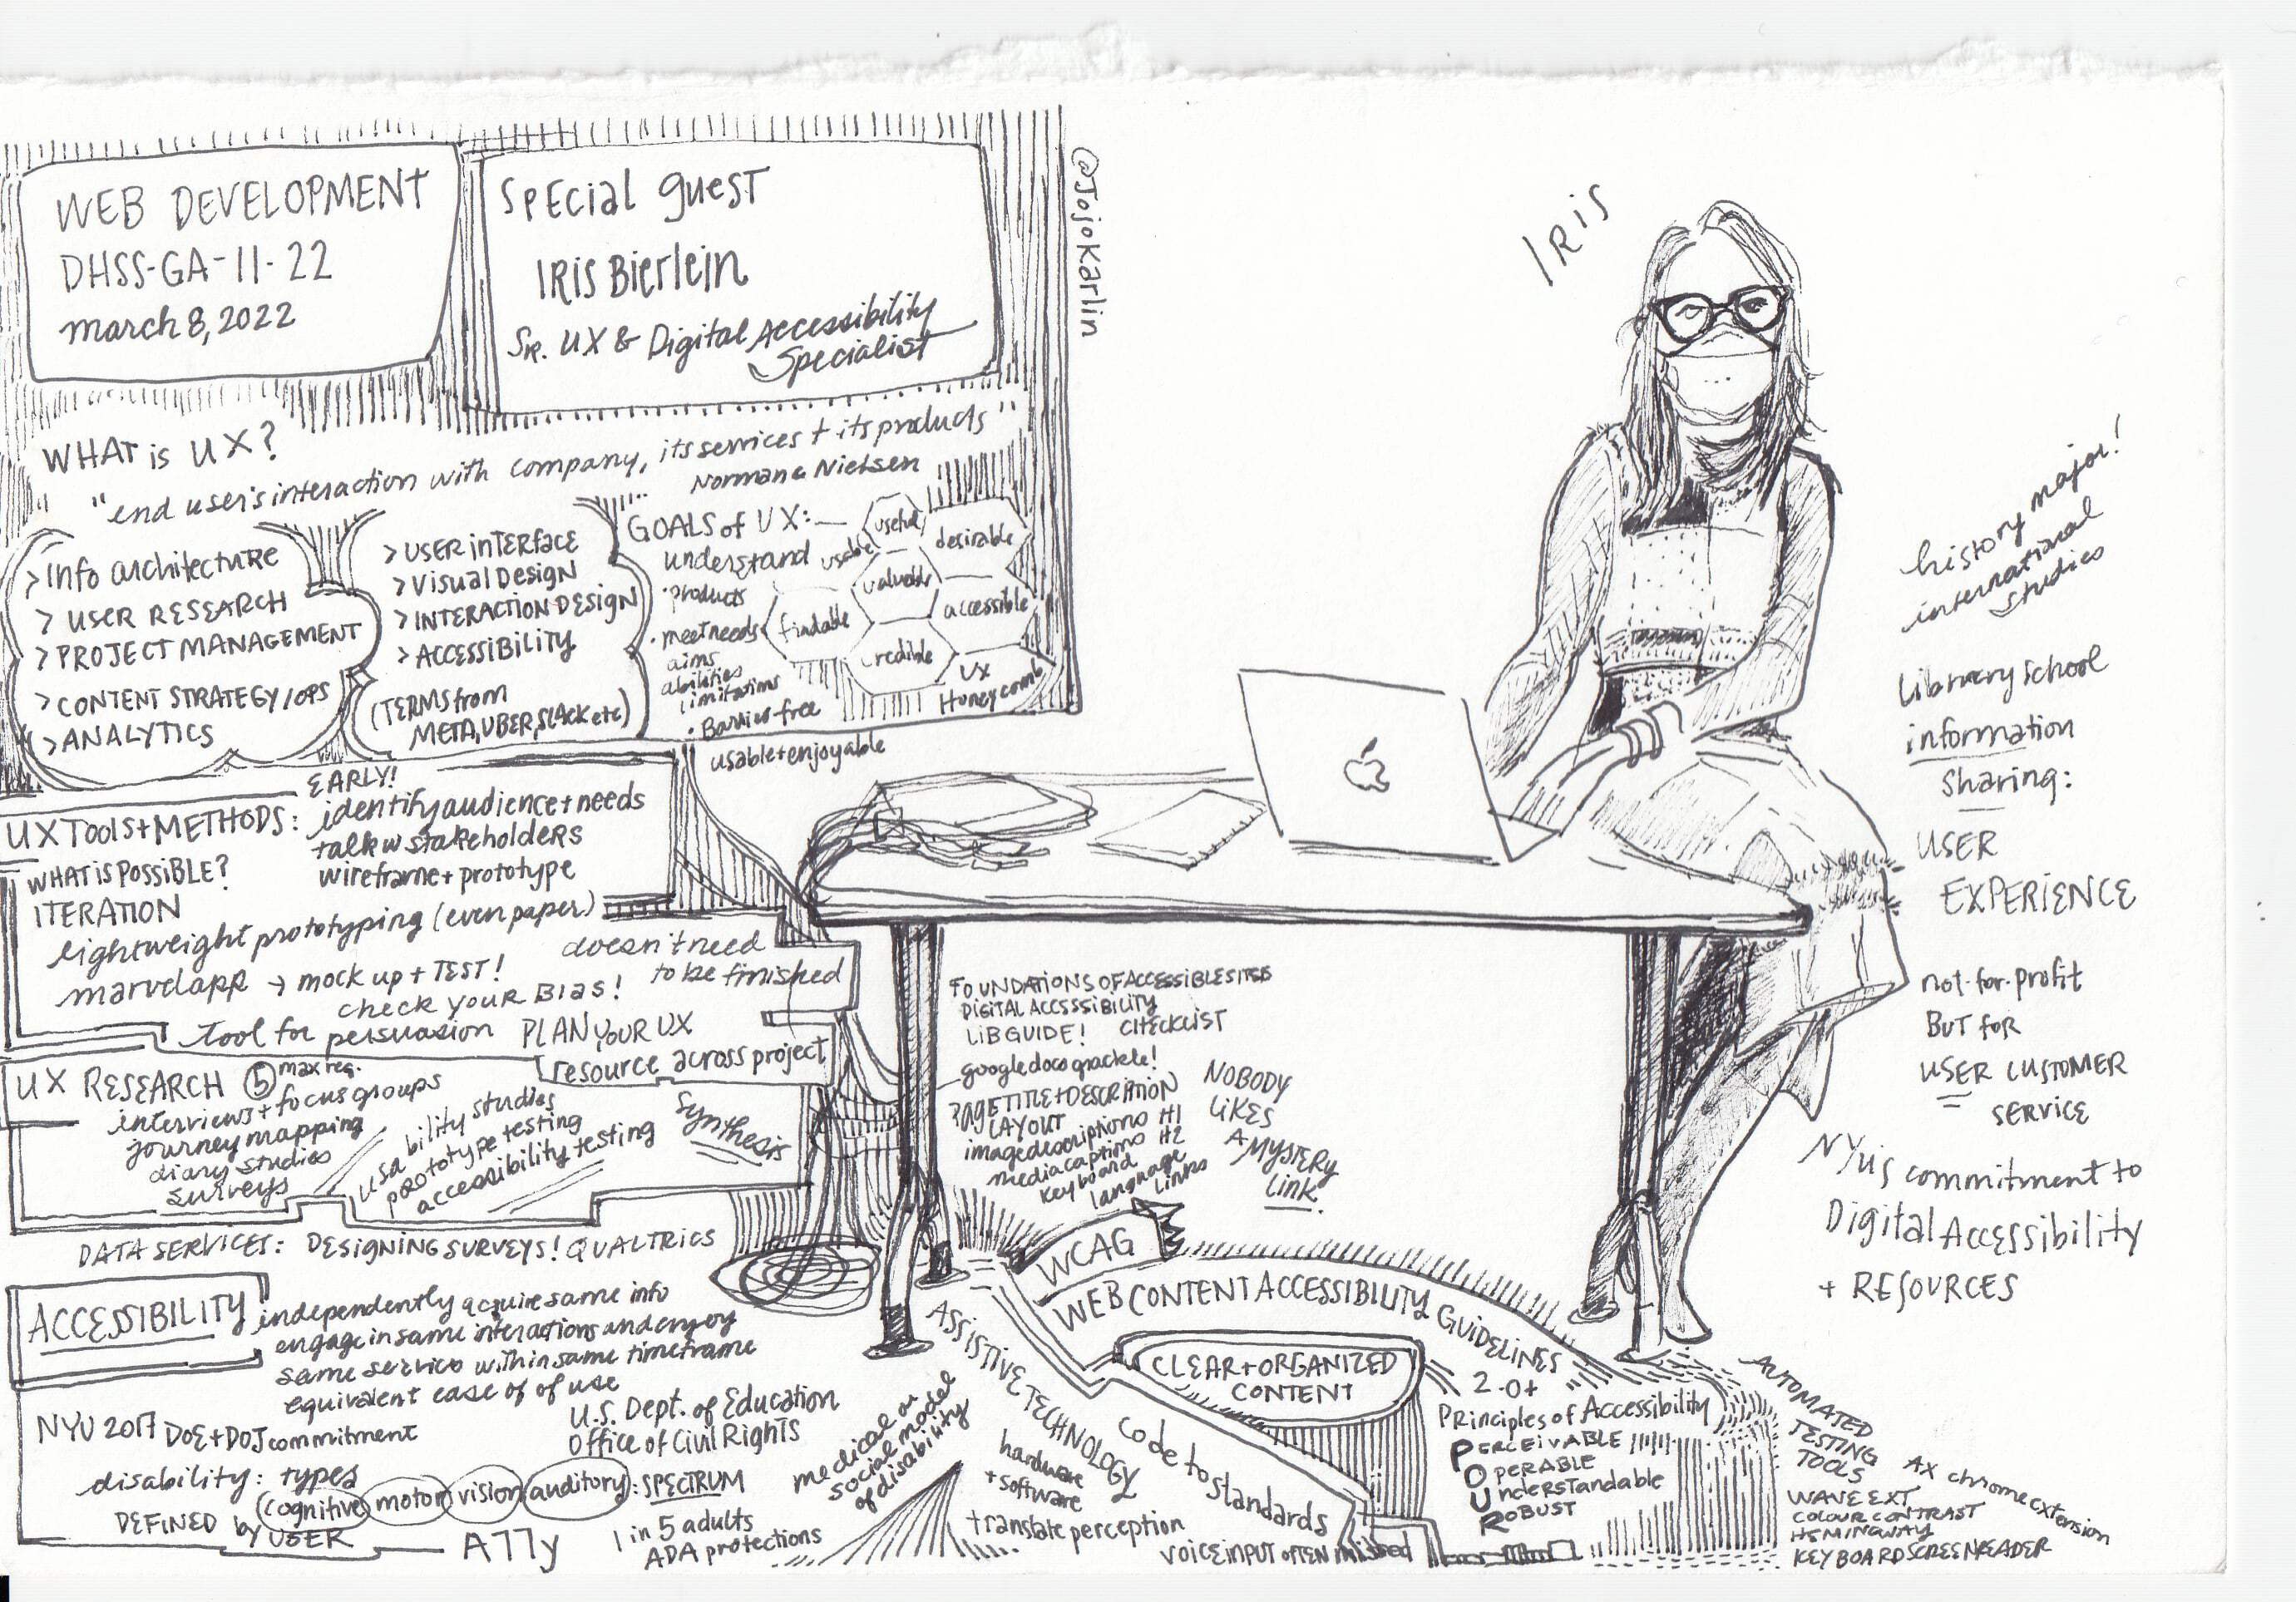 WEB DEVELOPMENT
DHSS-GA-11-22
march 8, 2022
Special guest
IRIS Bierlein
Sr. UX & Digital Accessibility
Specialist
@JojoKarlin
WHAT is UX?
"end user's interaction with company, its services + its products"
Norman & Nielsen
> Info architecture
> USER RESEARCH
> PROJECT MANAGEMENT
> CONTENT STRATEGY/OPS
> ANALYTICS
> USER INTERFACE
> Visual Design
> INTERACTION DESIGN
> ACCESSIBILITY
(TERMS from
META, UBER, SLACK etc)
GOALS of UX:
understand
• products
• meet needs
aims
abilities
limitations
• Barrier-free
usable + enjoyable
useful
usable
desirable
valuable
findable
accessible
credible
UX
Honeycomb
UX TOOLS + METHODS:
EARLY!
identify audience + needs
talk w stakeholders
wireframe + prototype
WHAT is POSSIBLE?
ITERATION
lightweight prototyping (even paper)
doesn't need
to be finished
marvelapp → mock up + TEST!
check your BIAS!
tool for persuasion
PLAN your UX
resource across project
UX RESEARCH 5 max req.
interviews + focus groups
journey mapping
diary studies
surveys
usability studies
prototype testing
accessibility testing
synthesis
DATA SERVICES: DESIGNING SURVEYS! QUALTRICS
ACCESSIBILITY
independently acquire same info
engage in same interactions and enjoy
same service within same timeframe
equivalent ease of of use
NYU 2017 DOE + DOJ commitment
U.S. Dept. of Education
Office of Civil Rights
disability: types
cognitive motor vision auditory: SPECTRUM
DEFINED by USER
A11y
1 in 5 adults
ADA protections
medical or
social model
of disability
FOUNDATIONS OF ACCESSIBLE SITES
DIGITAL ACCSSSIBILITY
LIBGUIDE! CHECKLIST
google docs grackle!
PAGE TITLE + DESCRIPTION
LAYOUT
image descriptions H1
media captions H2
keyboard
language
links
NOBODY
LIKES
A MYSTERY
LINK.
WCAG
WEB CONTENT ACCESSIBILITY GUIDELINES
2.0+
CLEAR + ORGANIZED
CONTENT
Principles of Accessibility
PERCEIVABLE
OPERABLE
UNDERSTANDABLE
ROBUST
ASSISTIVE TECHNOLOGY
hardware
+ software
translate perception
Code to standards
voice input often missed
AUTOMATED
TESTING
TOOLS
AX chrome extension
WAVE EXT
COLOUR CONTRAST
HEMINGWAY
KEYBOARD SCREENREADER
IRIS
history major!
international
studies
Library school
information
sharing:
USER
EXPERIENCE
not-for-profit
BUT for
USER CUSTOMER
SERVICE
NYU's commitment to
Digital Accessibility
+ RESOURCES